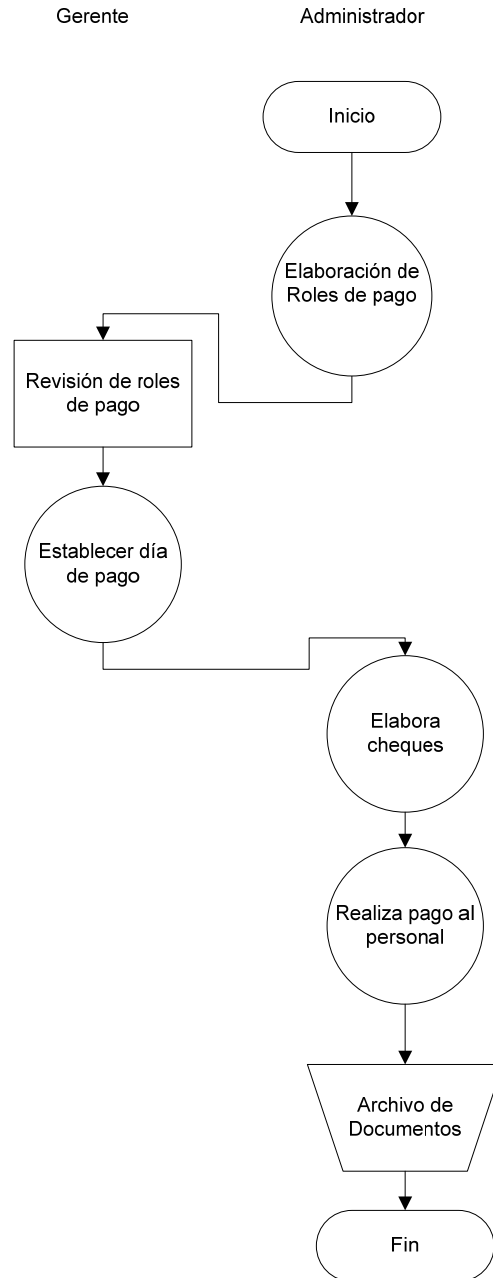 Gerente
Administrador
Inicio
Elaboración de
Roles de pago
Revisión de roles
de pago
Establecer día
de pago
Elabora
cheques
Realiza pago al
personal
Archivo de
Documentos
Fin